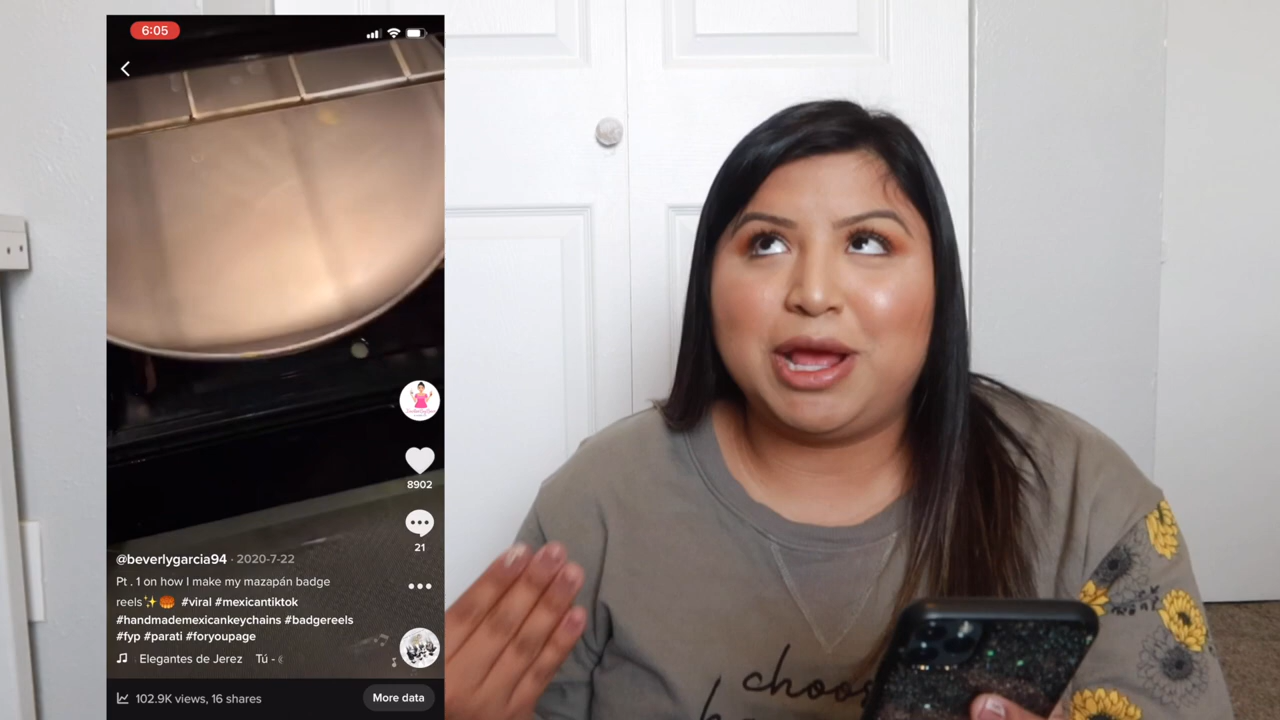 6:05
8902
21
@beverlygarcia94 · 2020-7-22
Pt . 1 on how I make my mazapán badge
reels✨🎃 #viral #mexicantiktok
#handmademexicankeychains #badgereels
#fyp #parati #foryoupage
Elegantes de Jerez Tú -
102.9K views, 16 shares
More data
choos